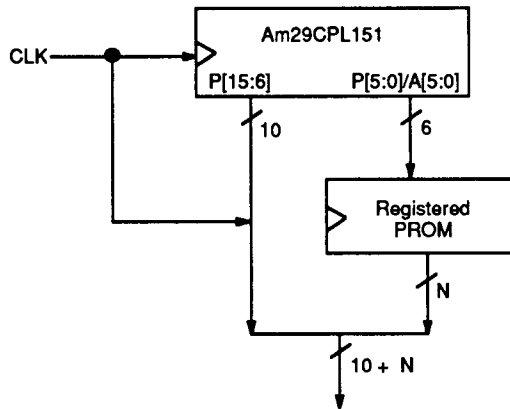 Am29CPL151
CLK
P[15:6] P[5:0]/A[5:0]
10
6
Registered
PROM
N
10 + N